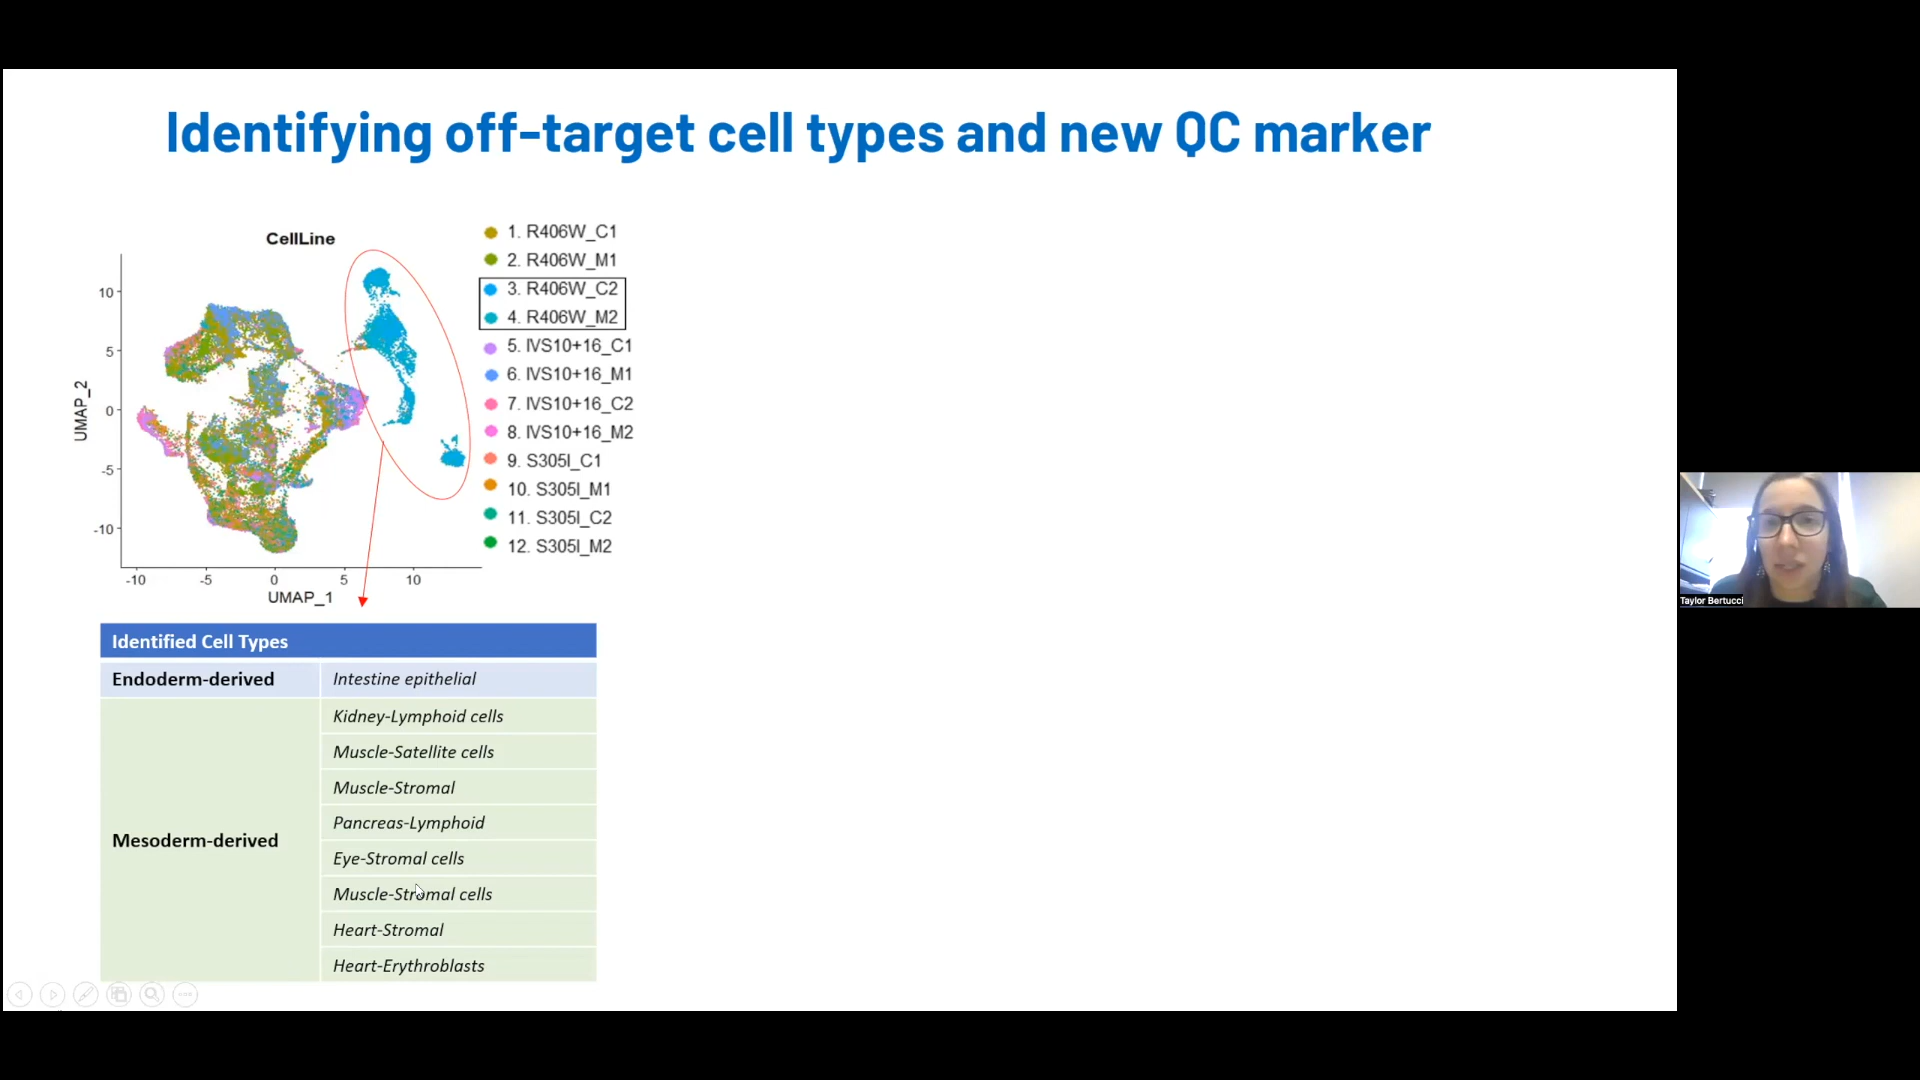 Identifying off-target cell types and new QC marker
CellLine
1. R406W_C1
2. R406W_M1
3. R406W_C2
4. R406W_M2
5. IVS10+16_C1
6. IVS10+16_M1
7. IVS10+16_C2
8. IVS10+16_M2
9. S305I_C1
10. S305I_M1
11. S305I_C2
12. S305I_M2
UMAP_2
10
5
0
-5
-10
-10 -5 0 5 10
UMAP_1
Identified Cell Types
Endoderm-derived Intestine epithelial
Mesoderm-derived
Kidney-Lymphoid cells
Muscle-Satellite cells
Muscle-Stromal
Pancreas-Lymphoid
Eye-Stromal cells
Muscle-Stromal cells
Heart-Stromal
Heart-Erythroblasts
Taylor Bertucci